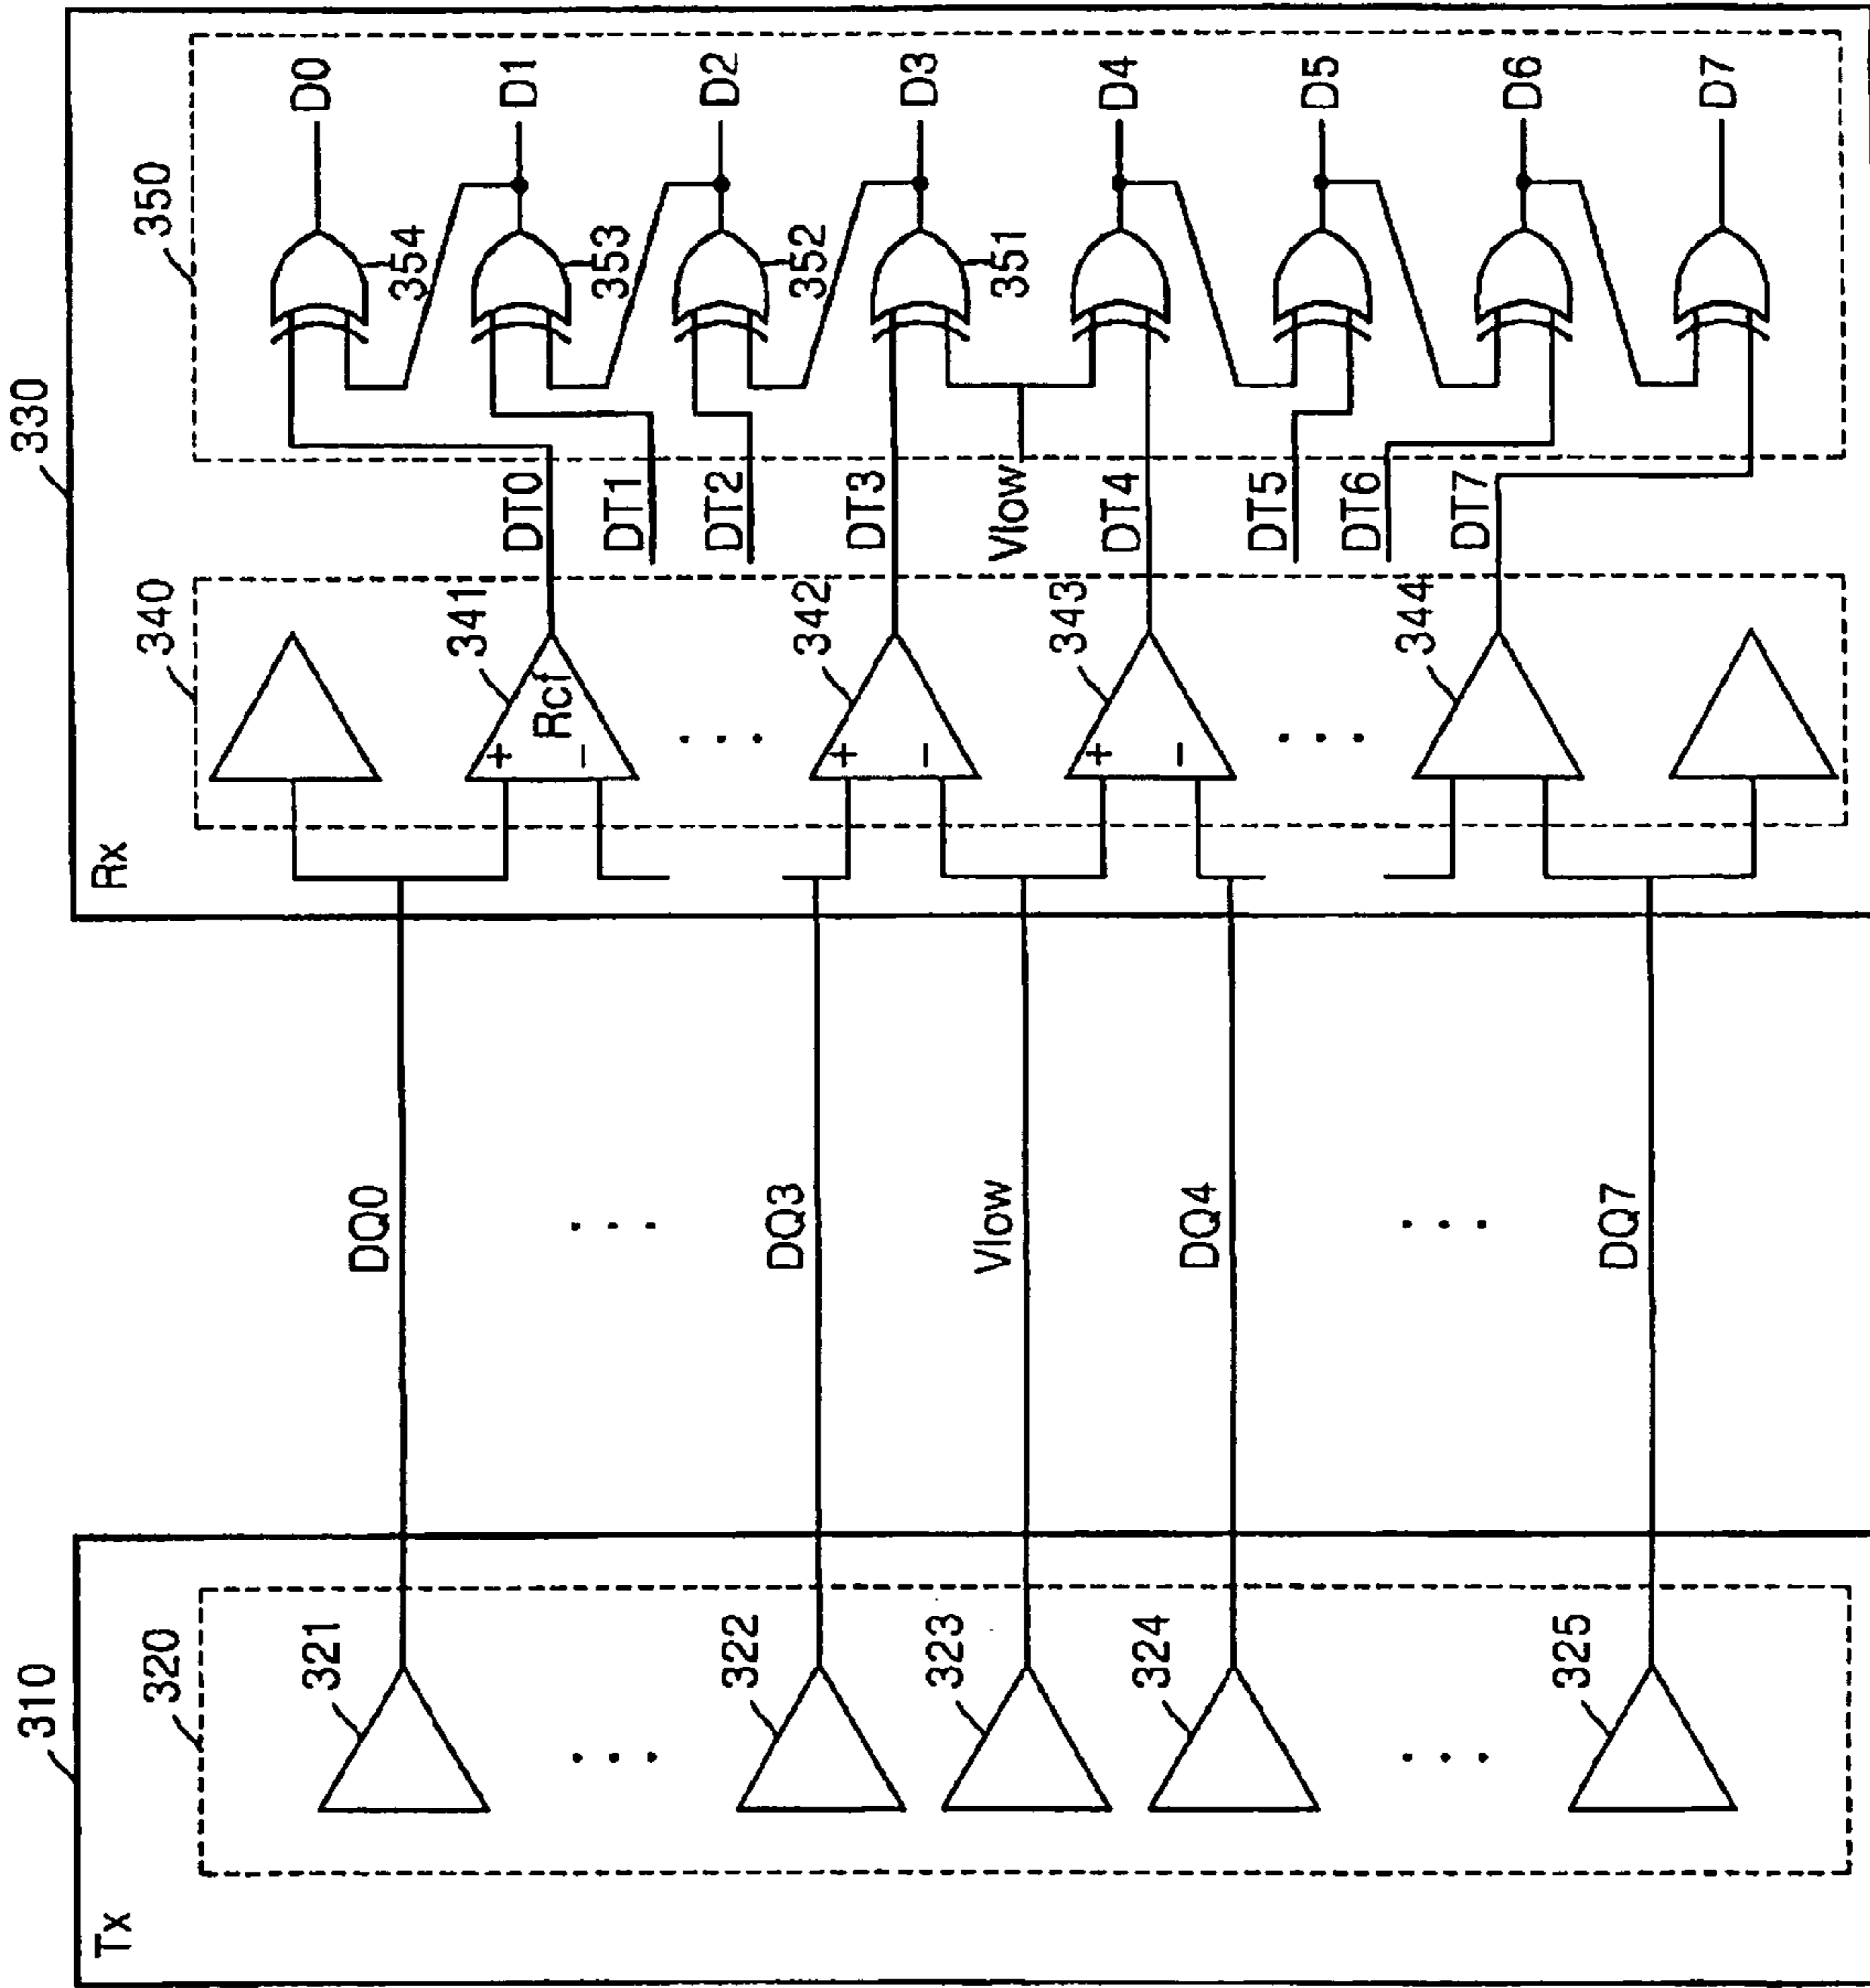 310
Tx
320
321
322
323
324
325
DQ0
DQ3
Vlow
DQ4
DQ7
330
Rx
340
341
+
Rcf
−
342
+
−
343
+
−
344
DT0
DT1
DT2
DT3
Vlow
DT4
DT5
DT6
DT7
350
354
353
352
351
D0
D1
D2
D3
D4
D5
D6
D7